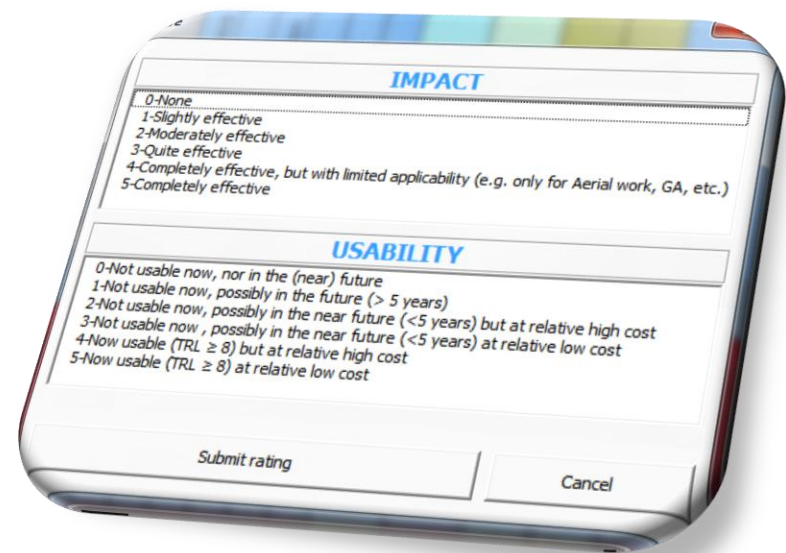 IMPACT
0-None
1-Slightly effective
2-Moderately effective
3-Quite effective
4-Completely effective, but with limited applicability (e.g. only for Aerial work, GA, etc.)
5-Completely effective
USABILITY
0-Not usable now, nor in the (near) future
1-Not usable now, possibly in the future (> 5 years)
2-Not usable now, possibly in the near future (<5 years) but at relative high cost
3-Not usable now , possibly in the near future (<5 years) at relative low cost
4-Now usable (TRL ≥ 8) but at relative high cost
5-Now usable (TRL ≥ 8) at relative low cost
Submit rating
Cancel